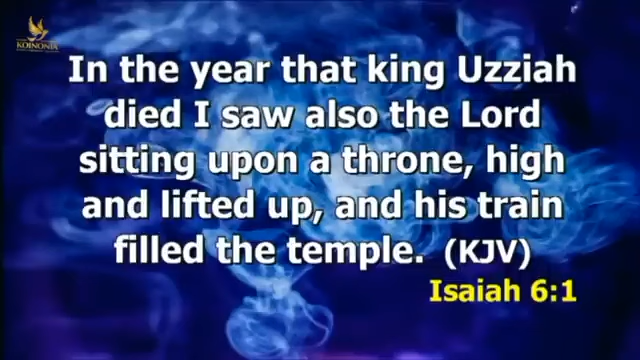 KOINONIA
In the year that king Uzziah
died I saw also the Lord
sitting upon a throne, high
and lifted up, and his train
filled the temple. (KJV)
Isaiah 6:1